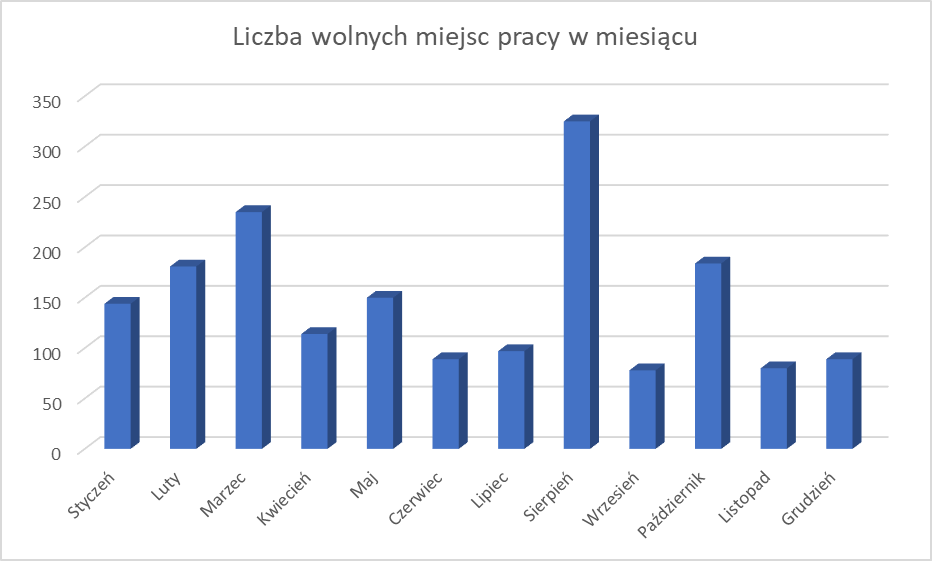 Liczba wolnych miejsc pracy w miesiącu
350
300
250
200
150
100
50
0
Styczeń
Luty
Marzec
Kwiecień
Maj
Czerwiec
Lipiec
Sierpień
Wrzesień
Październik
Listopad
Grudzień